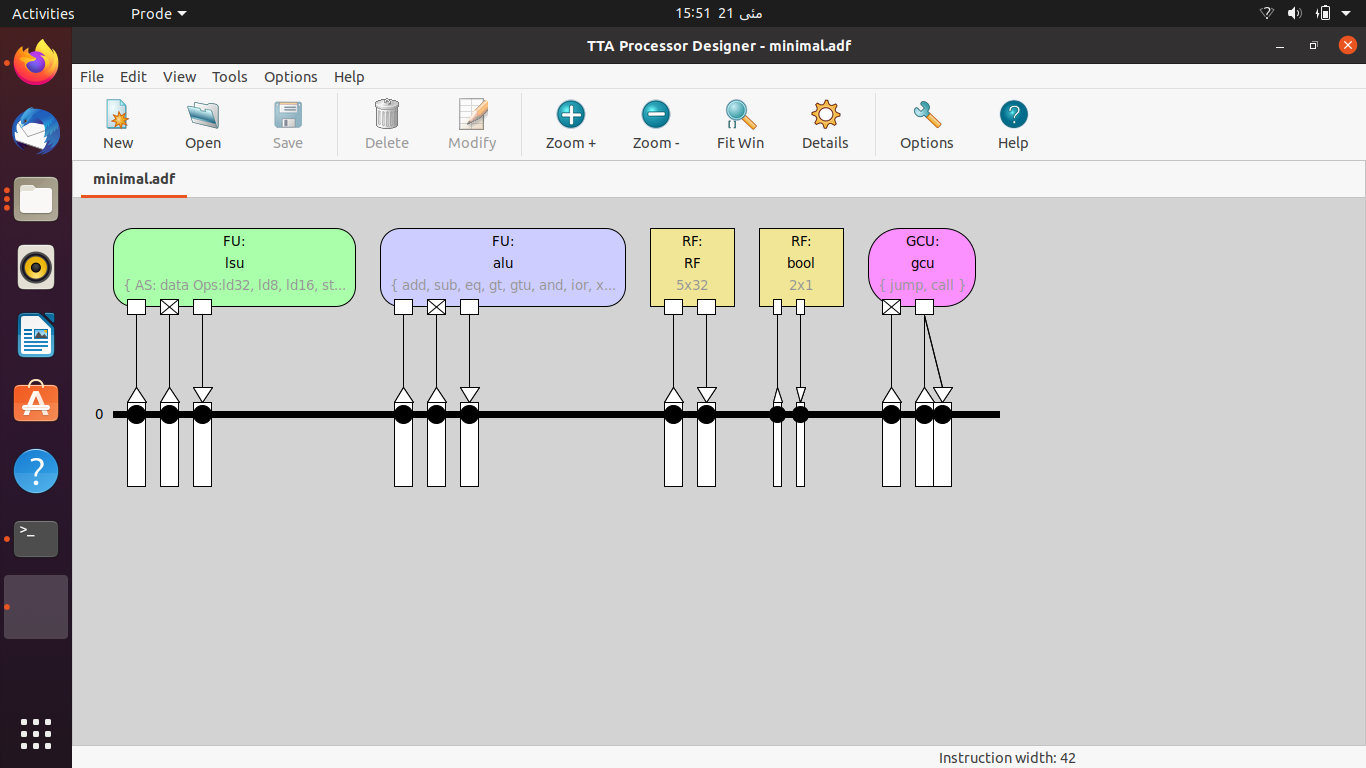 Activities Prode 15:51 21 مئی
TTA Processor Designer - minimal.adf
File Edit View Tools Options Help
New Open Save Delete Modify Zoom + Zoom - Fit Win Details Options Help
minimal.adf
FU: FU: RF: RF: GCU:
lsu alu RF bool gcu
{ AS: data Ops:ld32, ld8, ld16, st... { add, sub, eq, gt, gtu, and, ior, x... 5x32 2x1 { jump, call }
0
Instruction width: 42